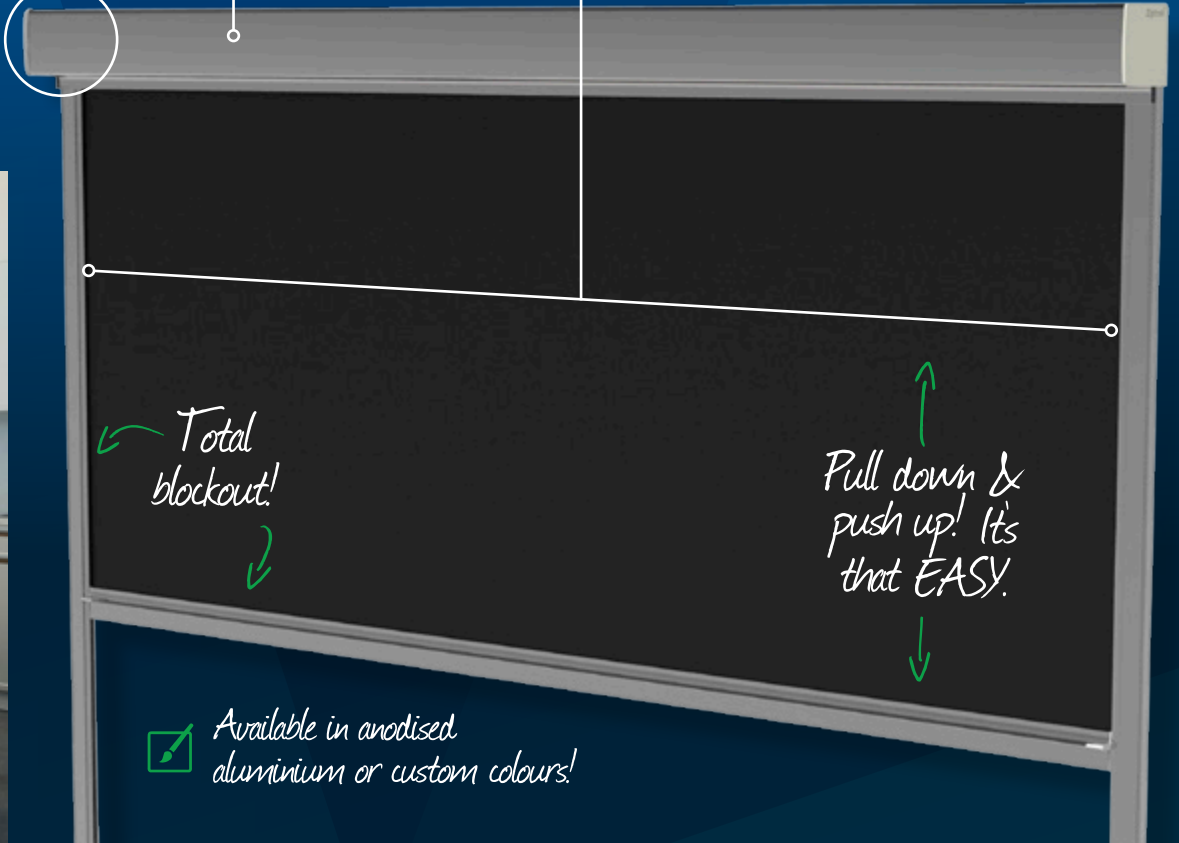 Total
blockout!
Pull down &
push up! It's
that EASY.
Available in anodised
aluminium or custom colours!